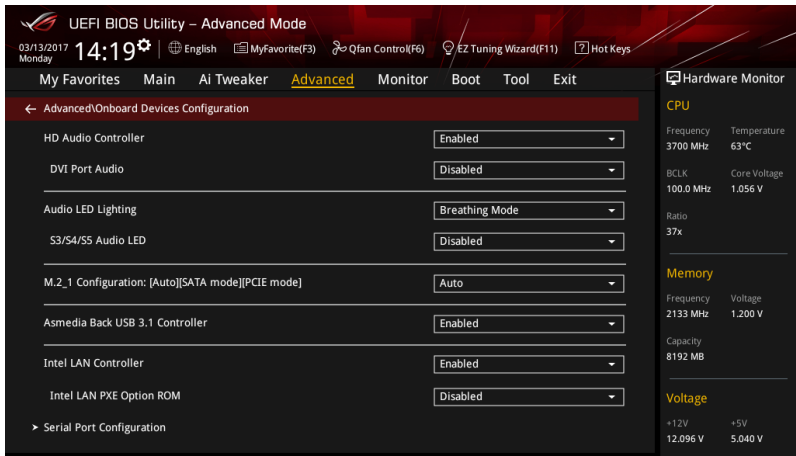 UEFI BIOS Utility – Advanced Mode
03/13/2017 Monday 14:19 English MyFavorite(F3) Qfan Control(F6) EZ Tuning Wizard(F11) ? Hot Keys
My Favorites Main Ai Tweaker Advanced Monitor Boot Tool Exit
Hardware Monitor
← Advanced\Onboard Devices Configuration
HD Audio Controller Enabled
DVI Port Audio Disabled
Audio LED Lighting Breathing Mode
S3/S4/S5 Audio LED Disabled
M.2_1 Configuration: [Auto][SATA mode][PCIE mode] Auto
Asmedia Back USB 3.1 Controller Enabled
Intel LAN Controller Enabled
Intel LAN PXE Option ROM Disabled
> Serial Port Configuration
CPU
Frequency Temperature
3700 MHz 63°C
BCLK Core Voltage
100.0 MHz 1.056 V
Ratio
37x
Memory
Frequency Voltage
2133 MHz 1.200 V
Capacity
8192 MB
Voltage
+12V +5V
12.096 V 5.040 V